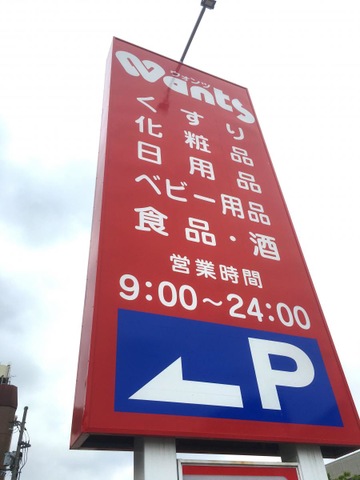 ウォンツ
Wants
くすり
化粧品
日用品
ベビー用品
食品・酒
営業時間
9:00～24:00
P